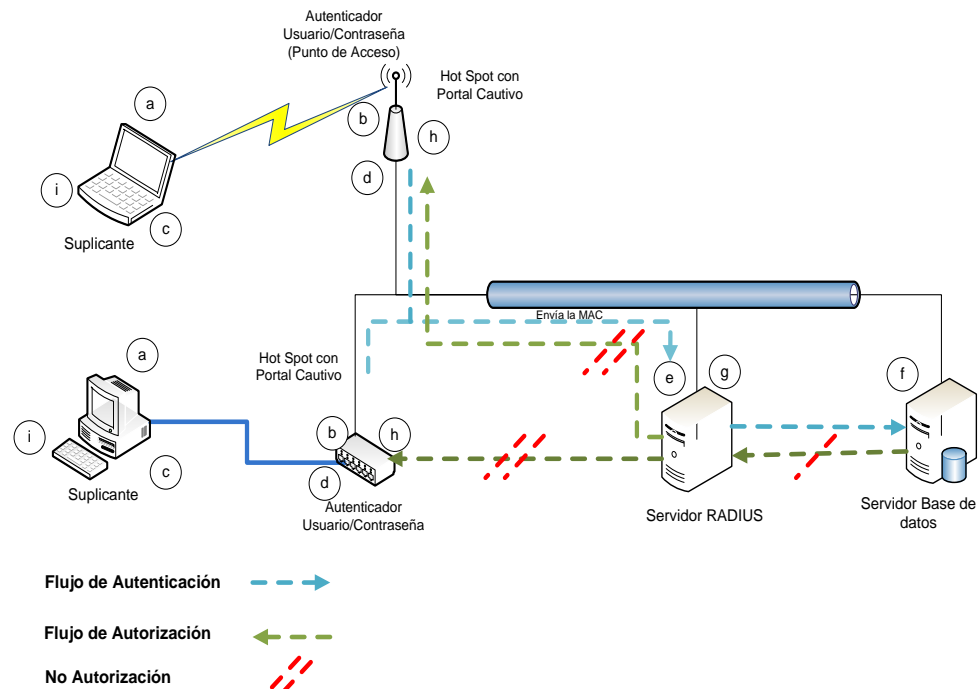 Autenticador
Usuario/Contraseña
(Punto de Acceso)
Hot Spot con
Portal Cautivo
a
b
h
d
i
c
Suplicante
Envía la MAC
Hot Spot con
Portal Cautivo
a
e
g
f
i
b
h
c
d
Suplicante
Autenticador
Usuario/Contraseña
Servidor RADIUS
Servidor Base de
datos
Flujo de Autenticación
Flujo de Autorización
No Autorización